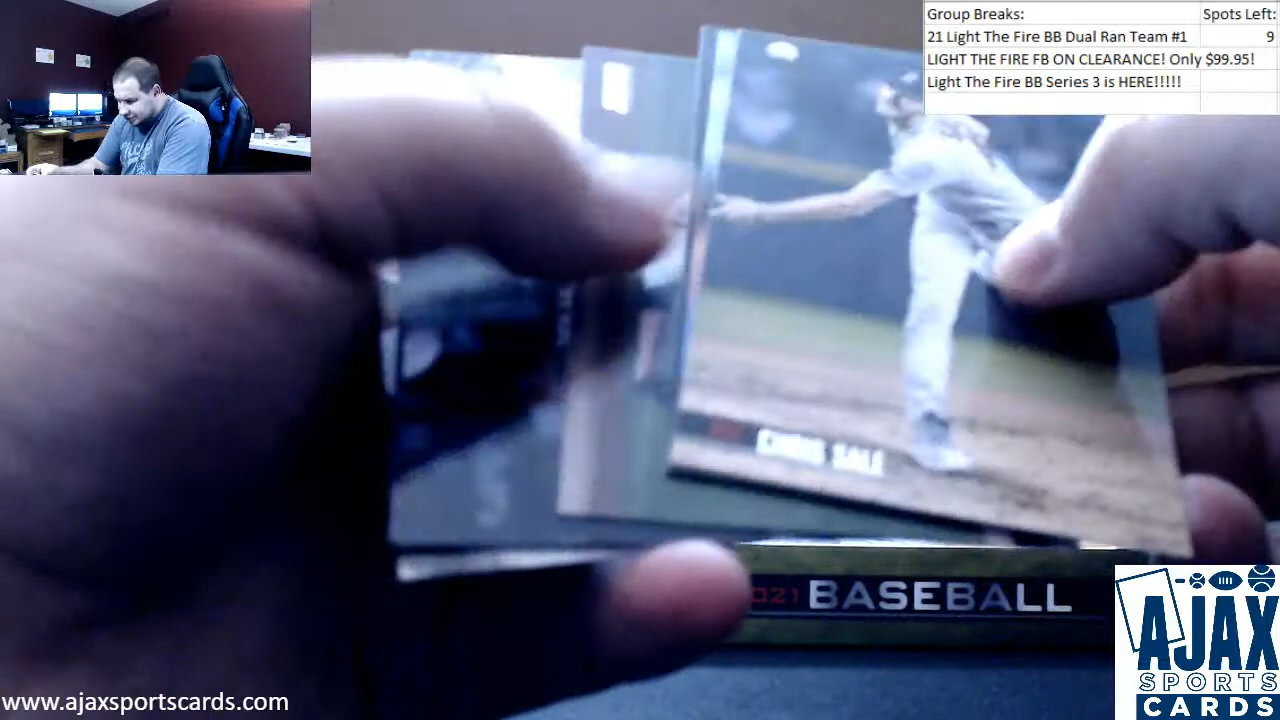 Group Breaks: Spots Left:
21 Light The Fire BB Dual Ran Team #1 9
LIGHT THE FIRE FB ON CLEARANCE! Only $99.95!
Light The Fire BB Series 3 is HERE!!!!!
CHRIS SALE
2021 BASEBALL
AJAX
SPORTS
CARDS
www.ajaxsportscards.com